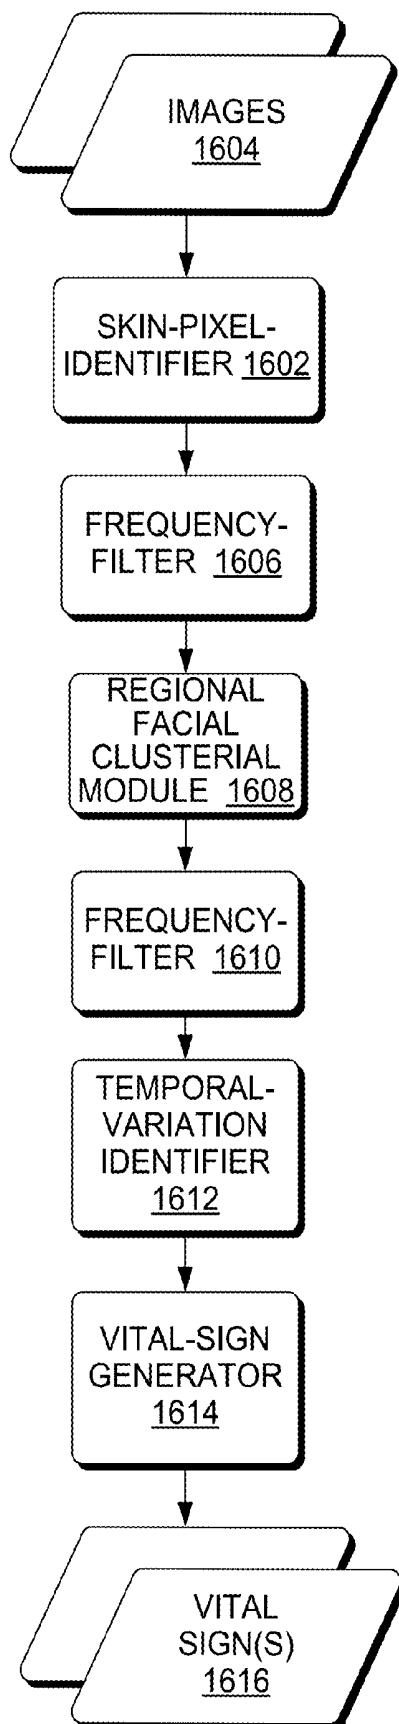 IMAGES
1604
SKIN-PIXEL-
IDENTIFIER 1602
FREQUENCY-
FILTER 1606
REGIONAL
FACIAL
CLUSTERIAL
MODULE 1608
FREQUENCY-
FILTER 1610
TEMPORAL-
VARIATION
IDENTIFIER
1612
VITAL-SIGN
GENERATOR
1614
VITAL
SIGN(S)
1616